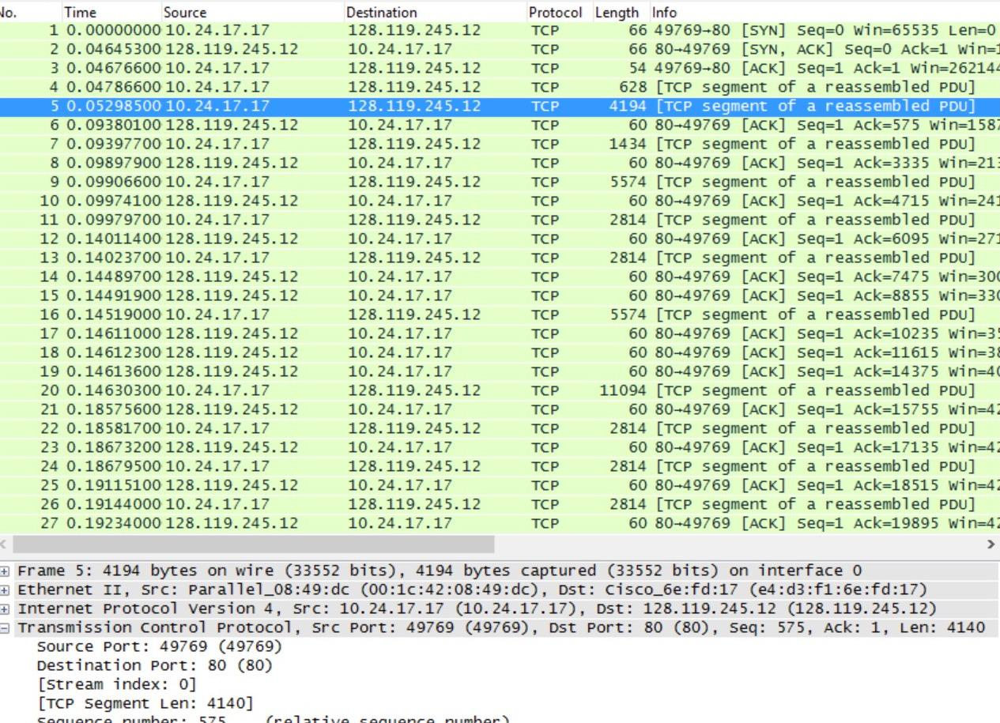 No. Time Source Destination Protocol Length Info
1 0.00000000 10.24.17.17 128.119.245.12 TCP 66 49769→80 [SYN] Seq=0 Win=65535 Len=0
2 0.04645300 128.119.245.12 10.24.17.17 TCP 66 80→49769 [SYN, ACK] Seq=0 Ack=1 Win=1
3 0.04676600 10.24.17.17 128.119.245.12 TCP 54 49769→80 [ACK] Seq=1 Ack=1 Win=262144
4 0.04786600 10.24.17.17 128.119.245.12 TCP 628 [TCP segment of a reassembled PDU]
5 0.05298500 10.24.17.17 128.119.245.12 TCP 4194 [TCP segment of a reassembled PDU]
6 0.09380100 128.119.245.12 10.24.17.17 TCP 60 80→49769 [ACK] Seq=1 Ack=575 Win=1587
7 0.09397700 10.24.17.17 128.119.245.12 TCP 1434 [TCP segment of a reassembled PDU]
8 0.09897900 128.119.245.12 10.24.17.17 TCP 60 80→49769 [ACK] Seq=1 Ack=3335 Win=213
9 0.09906600 10.24.17.17 128.119.245.12 TCP 5574 [TCP segment of a reassembled PDU]
10 0.09974100 128.119.245.12 10.24.17.17 TCP 60 80→49769 [ACK] Seq=1 Ack=4715 Win=241
11 0.09979700 10.24.17.17 128.119.245.12 TCP 2814 [TCP segment of a reassembled PDU]
12 0.14011400 128.119.245.12 10.24.17.17 TCP 60 80→49769 [ACK] Seq=1 Ack=6095 Win=271
13 0.14023700 10.24.17.17 128.119.245.12 TCP 2814 [TCP segment of a reassembled PDU]
14 0.14489700 128.119.245.12 10.24.17.17 TCP 60 80→49769 [ACK] Seq=1 Ack=7475 Win=300
15 0.14491900 128.119.245.12 10.24.17.17 TCP 60 80→49769 [ACK] Seq=1 Ack=8855 Win=330
16 0.14519000 10.24.17.17 128.119.245.12 TCP 5574 [TCP segment of a reassembled PDU]
17 0.14611000 128.119.245.12 10.24.17.17 TCP 60 80→49769 [ACK] Seq=1 Ack=10235 Win=35
18 0.14612300 128.119.245.12 10.24.17.17 TCP 60 80→49769 [ACK] Seq=1 Ack=11615 Win=38
19 0.14613600 128.119.245.12 10.24.17.17 TCP 60 80→49769 [ACK] Seq=1 Ack=14375 Win=40
20 0.14630300 10.24.17.17 128.119.245.12 TCP 11094 [TCP segment of a reassembled PDU]
21 0.18575600 128.119.245.12 10.24.17.17 TCP 60 80→49769 [ACK] Seq=1 Ack=15755 Win=42
22 0.18581700 10.24.17.17 128.119.245.12 TCP 2814 [TCP segment of a reassembled PDU]
23 0.18673200 128.119.245.12 10.24.17.17 TCP 60 80→49769 [ACK] Seq=1 Ack=17135 Win=42
24 0.18679500 10.24.17.17 128.119.245.12 TCP 2814 [TCP segment of a reassembled PDU]
25 0.19115100 128.119.245.12 10.24.17.17 TCP 60 80→49769 [ACK] Seq=1 Ack=18515 Win=42
26 0.19144000 10.24.17.17 128.119.245.12 TCP 2814 [TCP segment of a reassembled PDU]
27 0.19234000 128.119.245.12 10.24.17.17 TCP 60 80→49769 [ACK] Seq=1 Ack=19895 Win=42
Frame 5: 4194 bytes on wire (33552 bits), 4194 bytes captured (33552 bits) on interface 0
Ethernet II, Src: Parallel_08:49:dc (00:1c:42:08:49:dc), Dst: Cisco_6e:fd:17 (e4:d3:f1:6e:fd:17)
Internet Protocol Version 4, Src: 10.24.17.17 (10.24.17.17), Dst: 128.119.245.12 (128.119.245.12)
Transmission Control Protocol, Src Port: 49769 (49769), Dst Port: 80 (80), Seq: 575, Ack: 1, Len: 4140
Source Port: 49769 (49769)
Destination Port: 80 (80)
[Stream index: 0]
[TCP Segment Len: 4140]
Sequence number: 575 (relative sequence number)